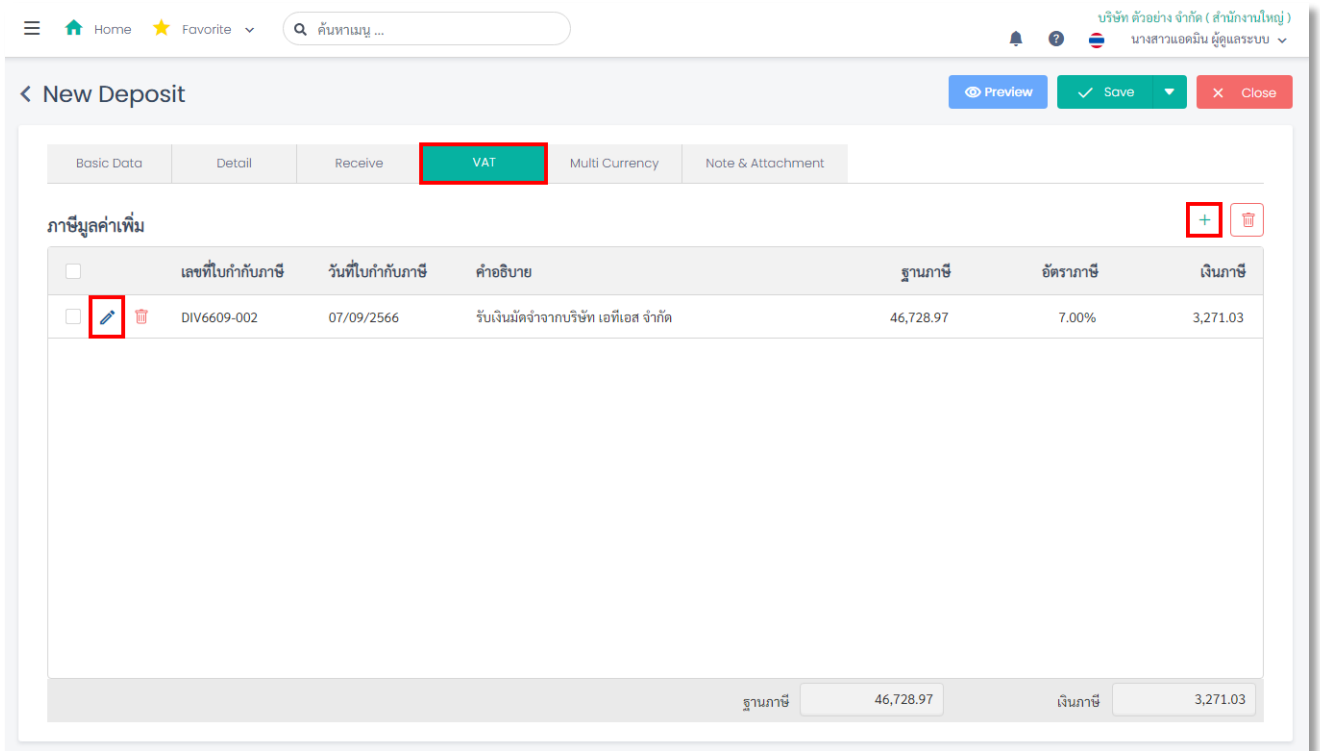 บริษัท ตัวอย่าง จำกัด ( สำนักงานใหญ่ )
Home Favorite ค้นหาเมนู ... นางสาวแอดมิน ผู้ดูแลระบบ
New Deposit Preview Save Close
Basic Data Detail Receive VAT Multi Currency Note & Attachment
ภาษีมูลค่าเพิ่ม
เลขที่ใบกำกับภาษี วันที่ใบกำกับภาษี คำอธิบาย ฐานภาษี อัตราภาษี เงินภาษี
DIV6609-002 07/09/2566 รับเงินมัดจำจากบริษัท เอทีเอส จำกัด 46,728.97 7.00% 3,271.03
ฐานภาษี 46,728.97 เงินภาษี 3,271.03